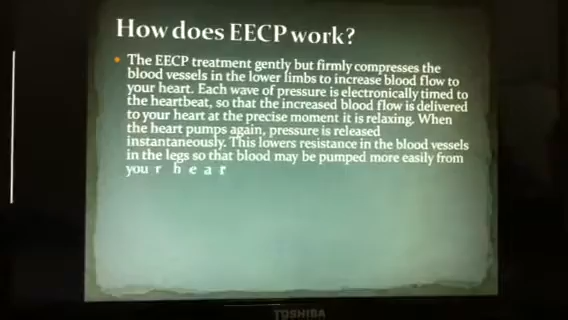 How does EECP work?
• The EECP treatment gently but firmly compresses the
blood vessels in the lower limbs to increase blood flow to
your heart. Each wave of pressure is electronically timed to
the heartbeat, so that the increased blood flow is delivered
to your heart at the precise moment it is relaxing. When
the heart pumps again, pressure is released
instantaneously. This lowers resistance in the blood vessels
in the legs so that blood may be pumped more easily from
you r h e a r
TOSHIBA